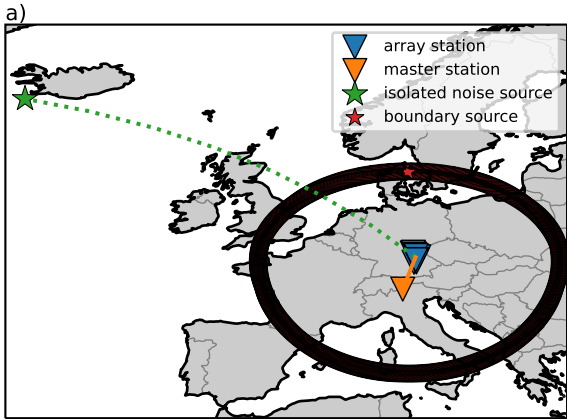 a)
array station
master station
isolated noise source
boundary source